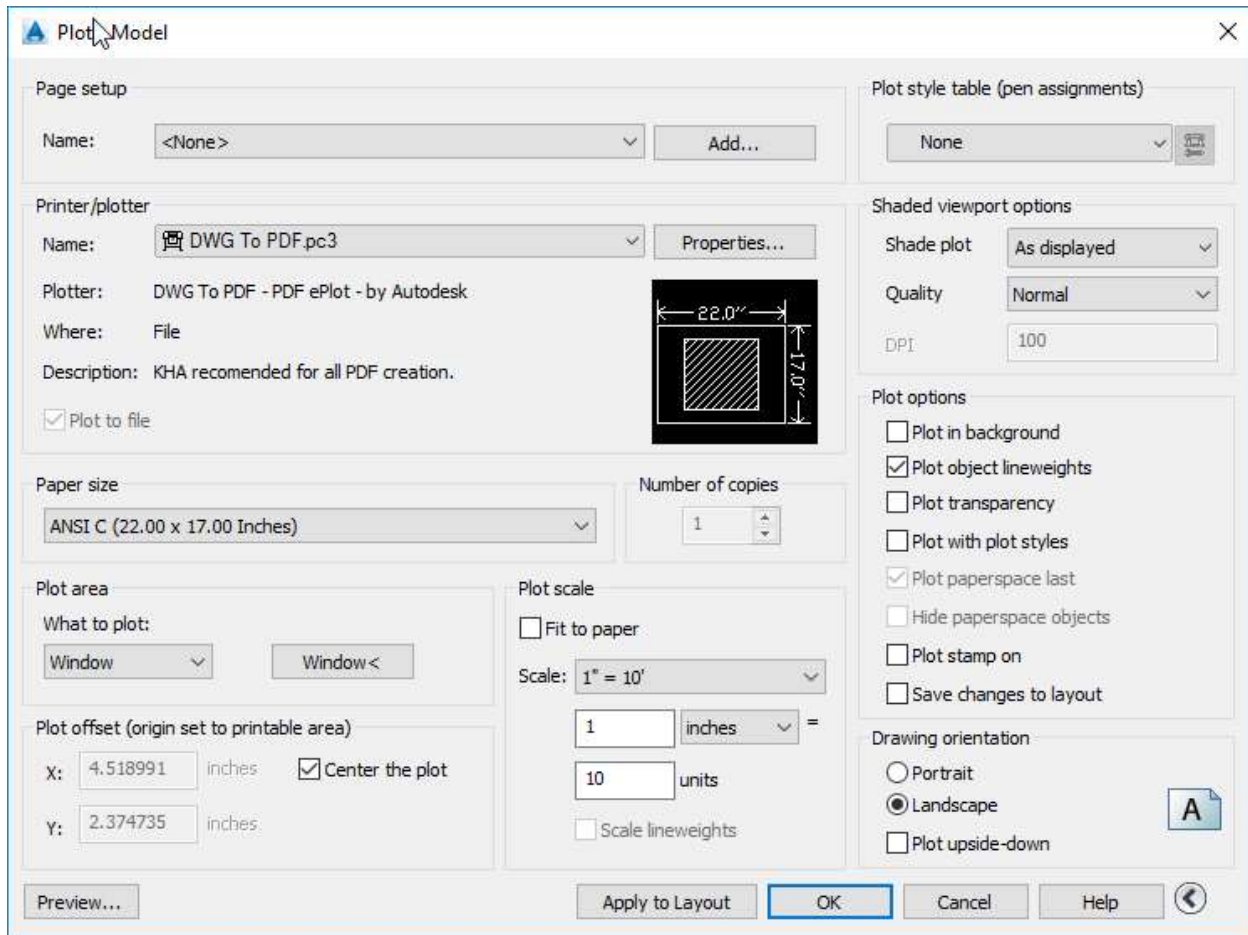 Plot - Model
Page setup
Name: <None> Add...
Plot style table (pen assignments)
None
Printer/plotter
Name: DWG To PDF.pc3 Properties...
Plotter: DWG To PDF - PDF ePlot - by Autodesk
Where: File
Description: KHA recomended for all PDF creation.
Plot to file
22.0″
17.0″
Shaded viewport options
Shade plot As displayed
Quality Normal
DPI 100
Paper size
ANSI C (22.00 x 17.00 Inches)
Number of copies
1
Plot options
Plot in background
Plot object lineweights
Plot transparency
Plot with plot styles
Plot paperspace last
Hide paperspace objects
Plot stamp on
Save changes to layout
Plot area
What to plot:
Window Window<
Plot scale
Fit to paper
Scale: 1" = 10'
1 inches =
10 units
Scale lineweights
Plot offset (origin set to printable area)
X: 4.518991 inches Center the plot
Y: 2.374735 inches
Drawing orientation
Portrait
Landscape
Plot upside-down
A
Preview... Apply to Layout OK Cancel Help